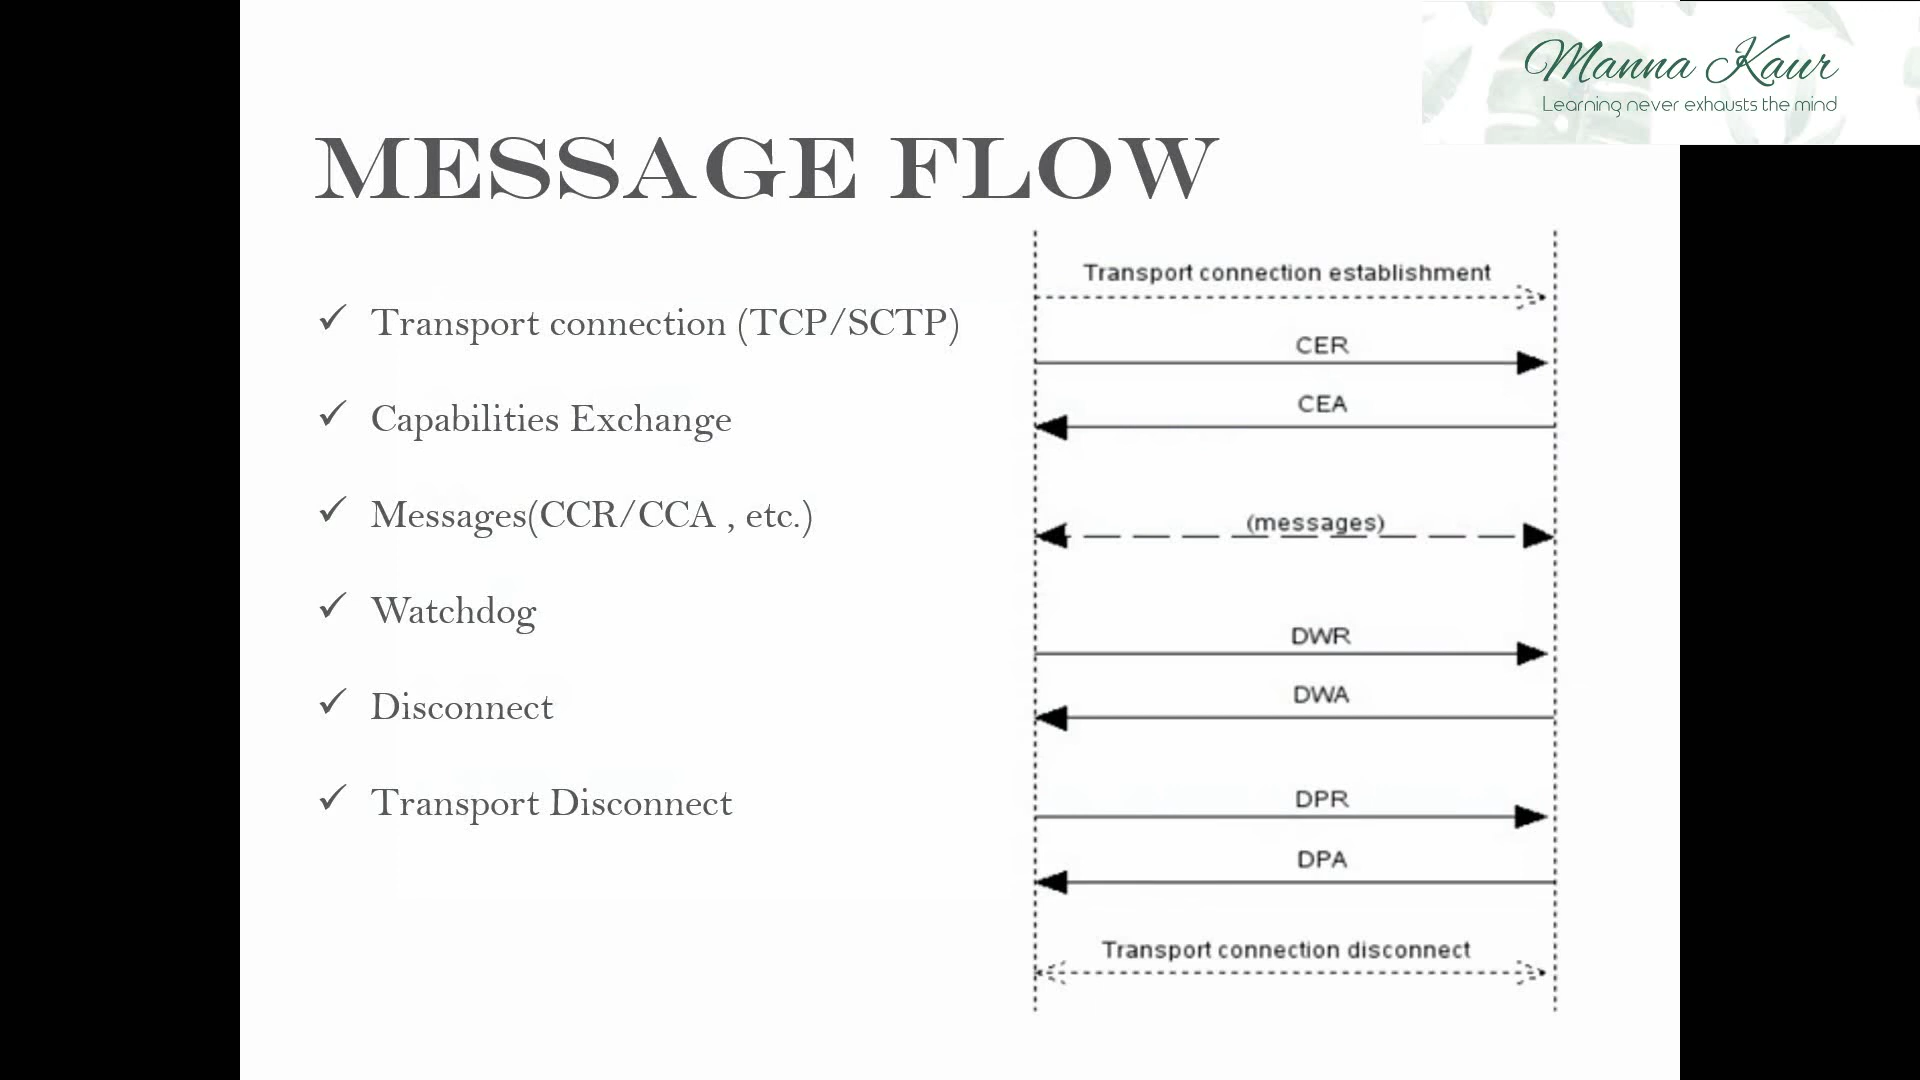 Manna Kaur
Learning never exhausts the mind
MESSAGE FLOW
✓ Transport connection (TCP/SCTP)
✓ Capabilities Exchange
✓ Messages(CCR/CCA , etc.)
✓ Watchdog
✓ Disconnect
✓ Transport Disconnect
Transport connection establishment
CER
CEA
(messages)
DWR
DWA
DPR
DPA
Transport connection disconnect